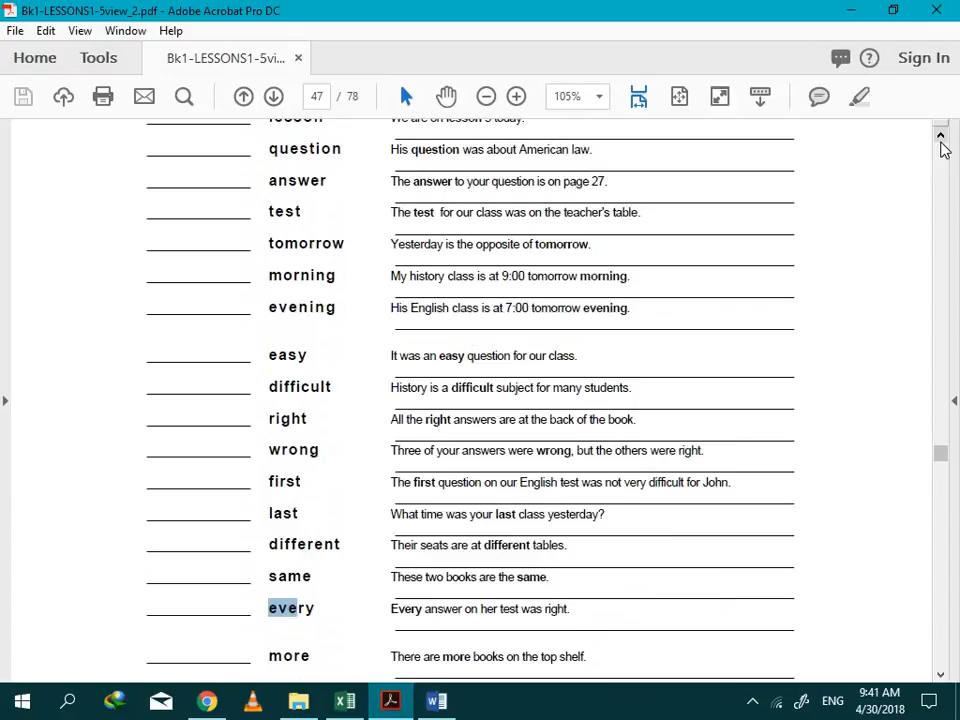 Bk1-LESSONS1-5view_2.pdf - Adobe Acrobat Pro DC
File Edit View Window Help
Home Tools Bk1-LESSONS1-5vi... × Sign In
47 / 78 105%
lesson We are on lesson 5 today.
question His question was about American law.
answer The answer to your question is on page 27.
test The test for our class was on the teacher's table.
tomorrow Yesterday is the opposite of tomorrow.
morning My history class is at 9:00 tomorrow morning.
evening His English class is at 7:00 tomorrow evening.
easy It was an easy question for our class.
difficult History is a difficult subject for many students.
right All the right answers are at the back of the book.
wrong Three of your answers were wrong, but the others were right.
first The first question on our English test was not very difficult for John.
last What time was your last class yesterday?
different Their seats are at different tables.
same These two books are the same.
every Every answer on her test was right.
more There are more books on the top shelf.
ENG 9:41 AM
4/30/2018